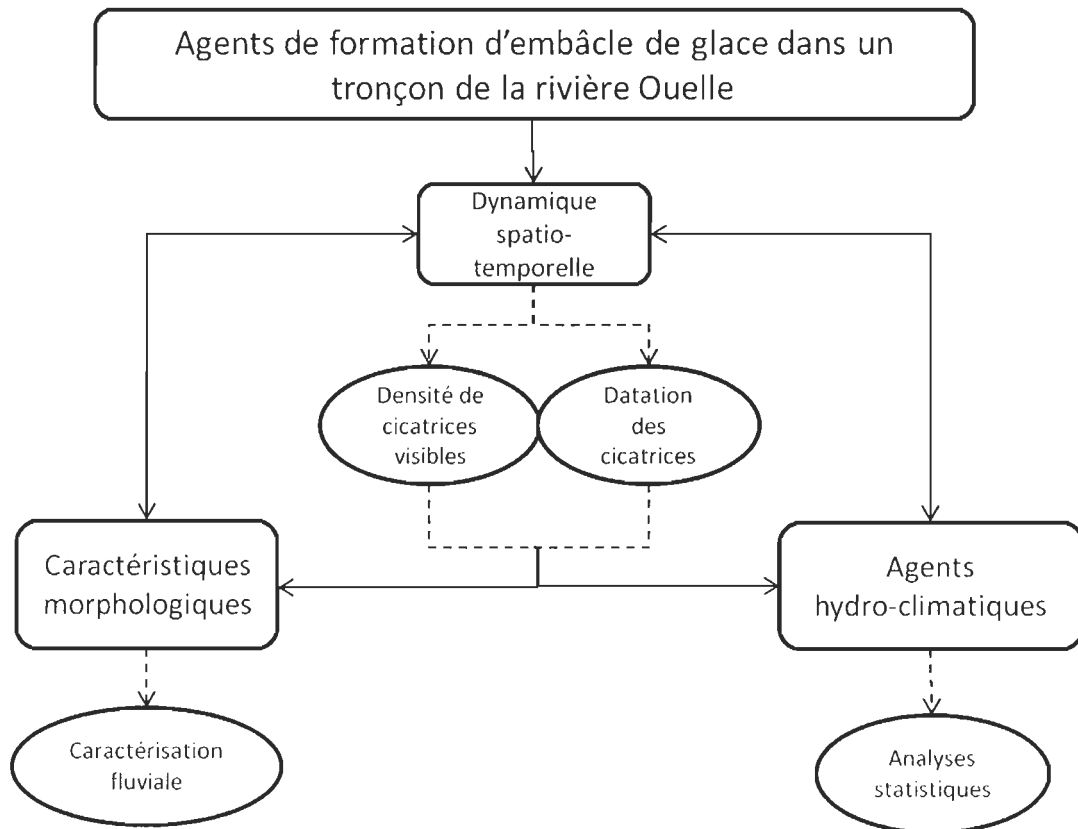 Agents de formation d'embâcle de glace dans un
tronçon de la rivière Ouelle
Dynamique
spatio-
temporelle
Densité de
cicatrices
visibles
Datation
des
cicatrices
Caractéristiques
morphologiques
Agents
hydro-climatiques
Caractérisation
fluviale
Analyses
statistiques